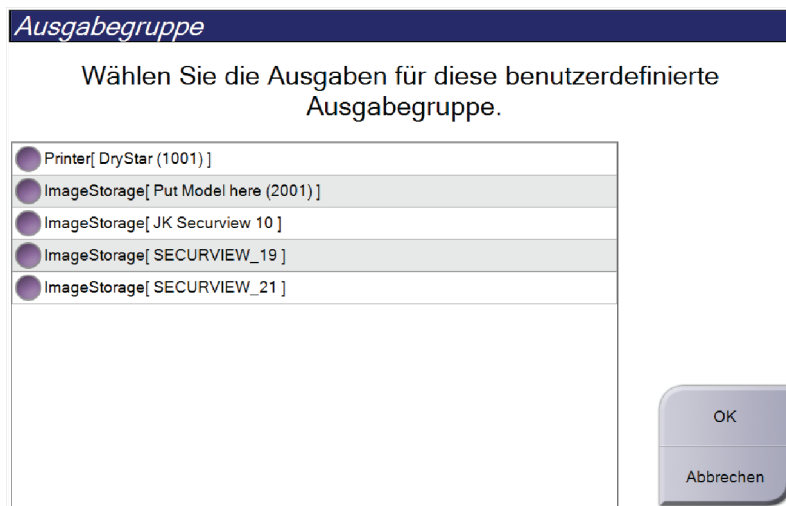 Ausgabegruppe
Wählen Sie die Ausgaben für diese benutzerdefinierte
Ausgabegruppe.
Printer[ DryStar (1001) ]
ImageStorage[ Put Model here (2001) ]
ImageStorage[ JK Securview 10 ]
ImageStorage[ SECURVIEW_19 ]
ImageStorage[ SECURVIEW_21 ]
OK
Abbrechen